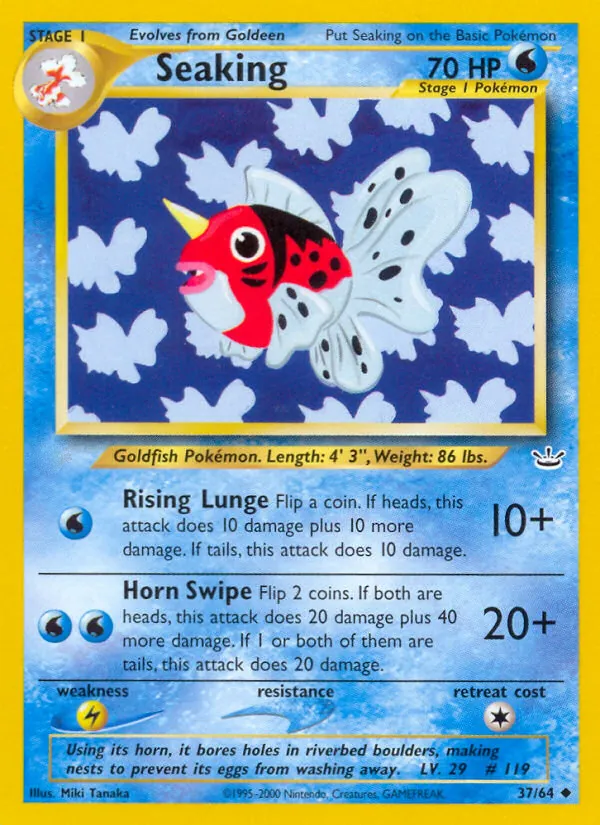 STAGE 1 Evolves from Goldeen Put Seaking on the Basic Pokémon
Seaking 70 HP
Stage 1 Pokémon
Goldfish Pokémon. Length: 4' 3", Weight: 86 lbs.
Rising Lunge Flip a coin. If heads, this
attack does 10 damage plus 10 more
damage. If tails, this attack does 10 damage.
10+
Horn Swipe Flip 2 coins. If both are
heads, this attack does 20 damage plus 40
more damage. If 1 or both of them are
tails, this attack does 20 damage.
20+
weakness resistance retreat cost
Using its horn, it bores holes in riverbed boulders, making
nests to prevent its eggs from washing away. LV. 29 # 119
Illus. Miki Tanaka ©1995-2000 Nintendo, Creatures, GAMEFREAK. 37/64 ◆